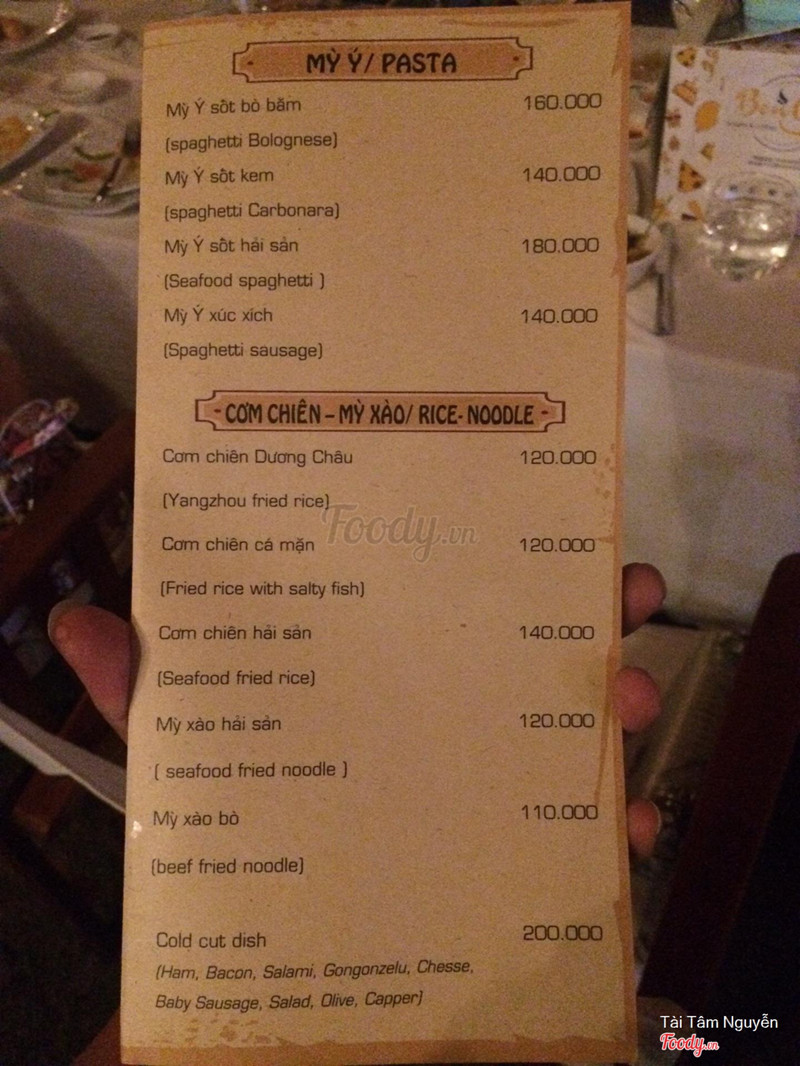 MỲ Ý/ PASTA
Mỳ Ý sốt bò bằm 160.000
(spaghetti Bolognese)
Mỳ Ý sốt kem 140.000
(spaghetti Carbonara)
Mỳ Ý sốt hải sản 180.000
(Seafood spaghetti )
Mỳ Ý xúc xích 140.000
(Spaghetti sausage)
CƠM CHIÊN – MỲ XÀO/ RICE- NOODLE
Cơm chiên Dương Châu 120.000
(Yangzhou fried rice)
Foody.vn
Cơm chiên cá mặn 120.000
(Fried rice with salty fish)
Cơm chiên hải sản 140.000
(Seafood fried rice)
Mỳ xào hải sản 120.000
( seafood fried noodle )
Mỳ xào bò 110.000
(beef fried noodle)
Cold cut dish 200.000
(Ham, Bacon, Salami, Gongonzelu, Chesse,
Baby Sausage, Salad, Olive, Capper)
Tài Tâm Nguyễn
Foody.vn